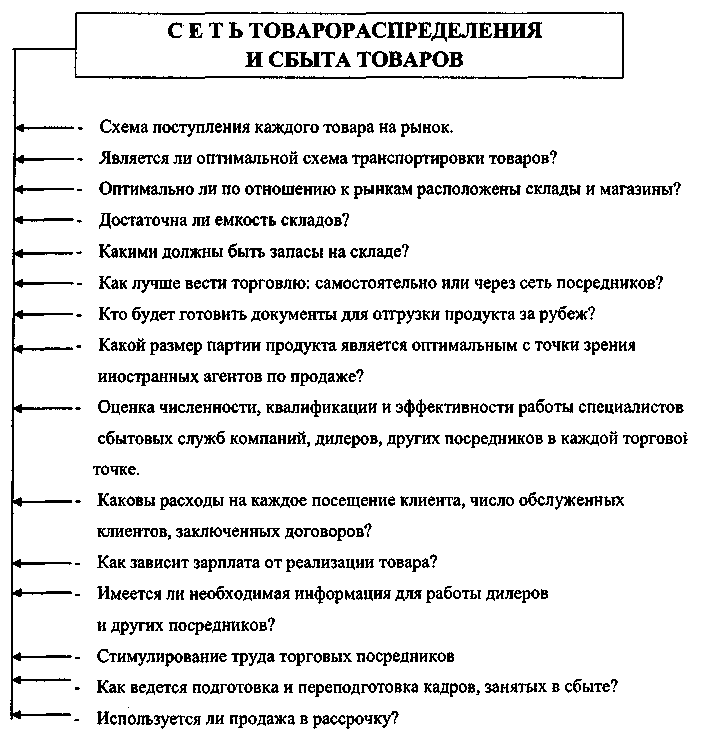 С Е Т Ь ТОВАРОРАСПРЕДЕЛЕНИЯ
И СБЫТА ТОВАРОВ
- Схема поступления каждого товара на рынок.
- Является ли оптимальной схема транспортировки товаров?
- Оптимально ли по отношению к рынкам расположены склады и магазины?
- Достаточна ли емкость складов?
- Какими должны быть запасы на складе?
- Как лучше вести торговлю: самостоятельно или через сеть посредников?
- Кто будет готовить документы для отгрузки продукта за рубеж?
- Какой размер партии продукта является оптимальным с точки зрения
иностранных агентов по продаже?
- Оценка численности, квалификации и эффективности работы специалистов
сбытовых служб компаний, дилеров, других посредников в каждой торговой
точке.
- Каковы расходы на каждое посещение клиента, число обслуженных
клиентов, заключенных договоров?
- Как зависит зарплата от реализации товара?
- Имеется ли необходимая информация для работы дилеров
и других посредников?
- Стимулирование труда торговых посредников
- Как ведется подготовка и переподготовка кадров, занятых в сбыте?
- Используется ли продажа в рассрочку?